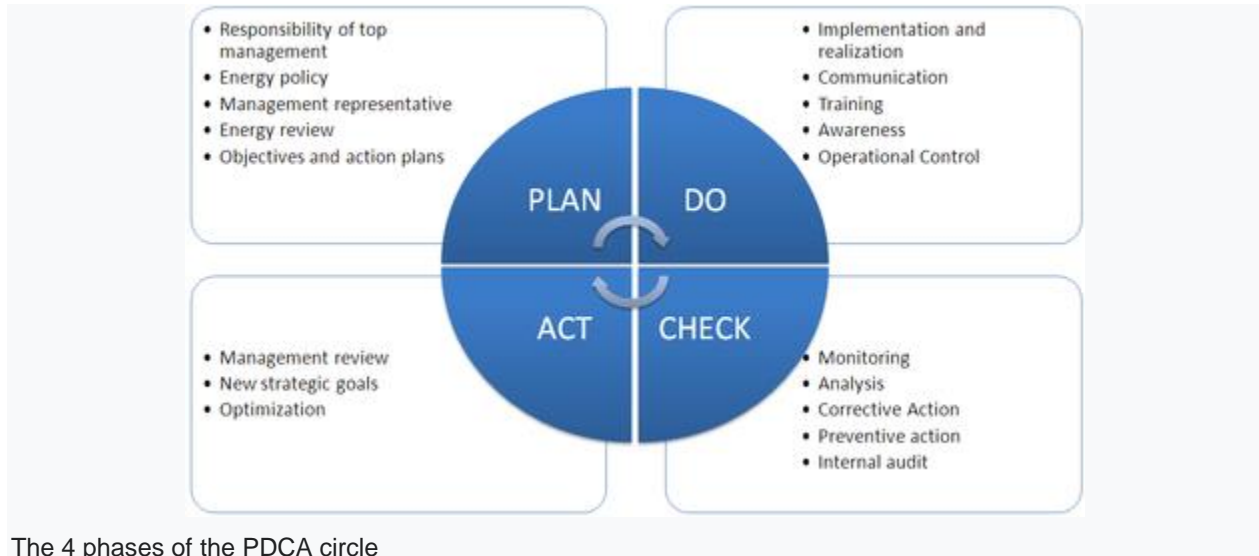 • Responsibility of top
management
• Energy policy
• Management representative
• Energy review
• Objectives and action plans
• Implementation and
realization
• Communication
• Training
• Awareness
• Operational Control
PLAN
DO
ACT
CHECK
• Management review
• New strategic goals
• Optimization
• Monitoring
• Analysis
• Corrective Action
• Preventive action
• Internal audit
The 4 phases of the PDCA circle